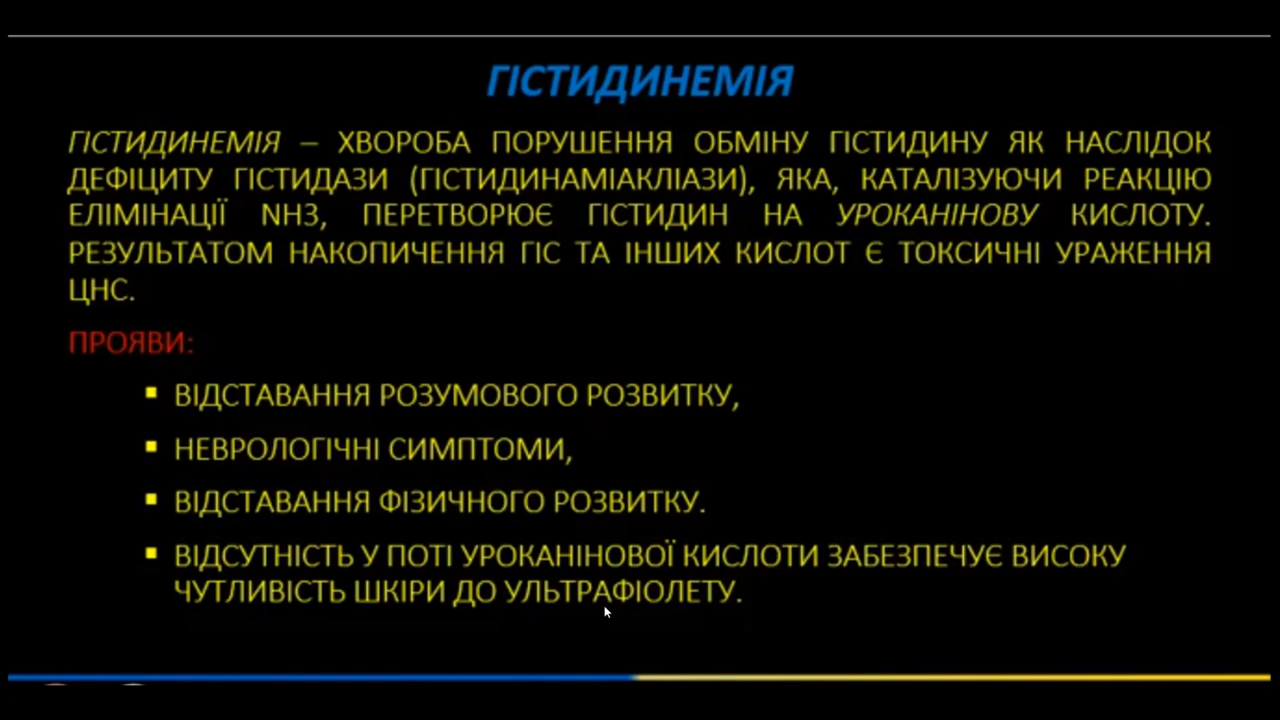 ГІСТИДИНЕМІЯ
ГІСТИДИНЕМІЯ – ХВОРОБА ПОРУШЕННЯ ОБМІНУ ГІСТИДИНУ ЯК НАСЛІДОК
ДЕФІЦИТУ ГІСТИДАЗИ (ГІСТИДИНАМІАКЛІАЗИ), ЯКА, КАТАЛІЗУЮЧИ РЕАКЦІЮ
ЕЛІМІНАЦІЇ NH3, ПЕРЕТВОРЮЄ ГІСТИДИН НА УРОКАНІНОВУ КИСЛОТУ.
РЕЗУЛЬТАТОМ НАКОПИЧЕННЯ ГІС ТА ІНШИХ КИСЛОТ Є ТОКСИЧНІ УРАЖЕННЯ
ЦНС.
ПРОЯВИ:
▪ ВІДСТАВАННЯ РОЗУМОВОГО РОЗВИТКУ,
▪ НЕВРОЛОГІЧНІ СИМПТОМИ,
▪ ВІДСТАВАННЯ ФІЗИЧНОГО РОЗВИТКУ.
▪ ВІДСУТНІСТЬ У ПОТІ УРОКАНІНОВОЇ КИСЛОТИ ЗАБЕЗПЕЧУЄ ВИСОКУ
ЧУТЛИВІСТЬ ШКІРИ ДО УЛЬТРАФІОЛЕТУ.